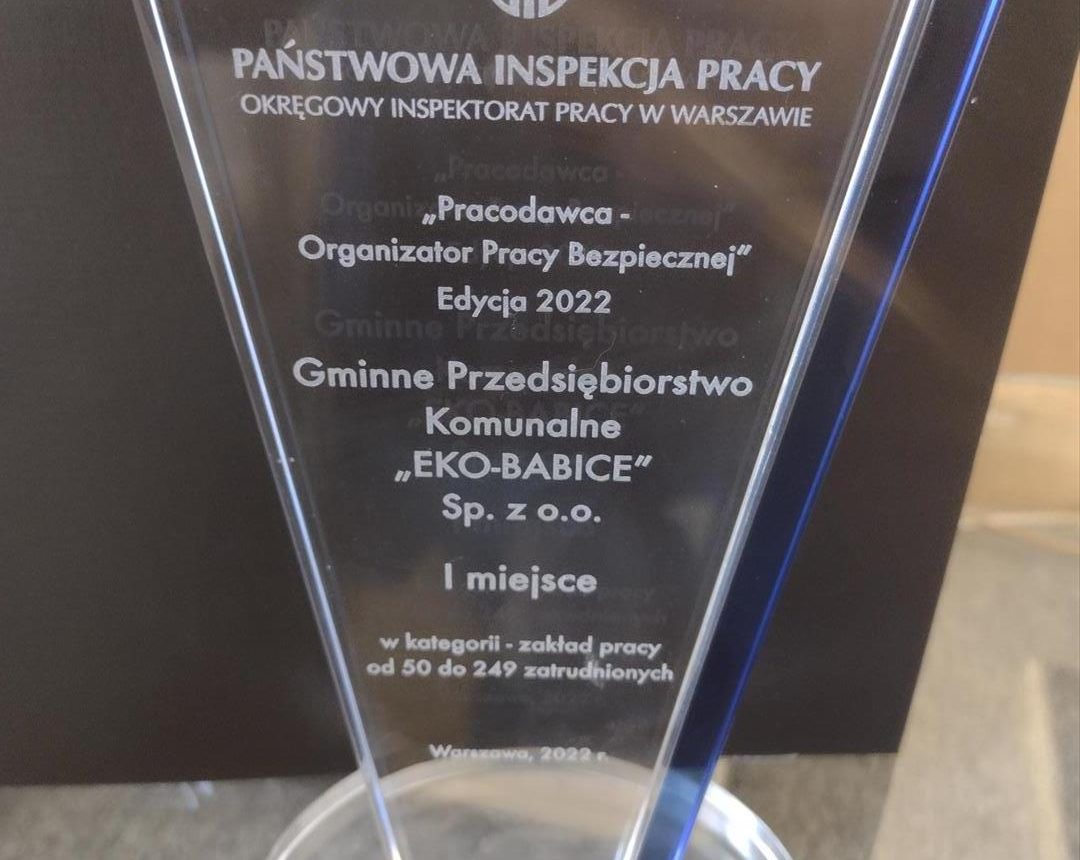 PAŃSTWOWA INSPEKCJA PRACY
OKRĘGOWY INSPEKTORAT PRACY W WARSZAWIE
„Pracodawca -
Organizator Pracy Bezpiecznej”
Edycja 2022
Gminne Przedsiębiorstwo
Komunalne
„EKO-BABICE”
Sp. z o.o.
I miejsce
w kategorii - zakład pracy
od 50 do 249 zatrudnionych
Warszawa, 2022 r.